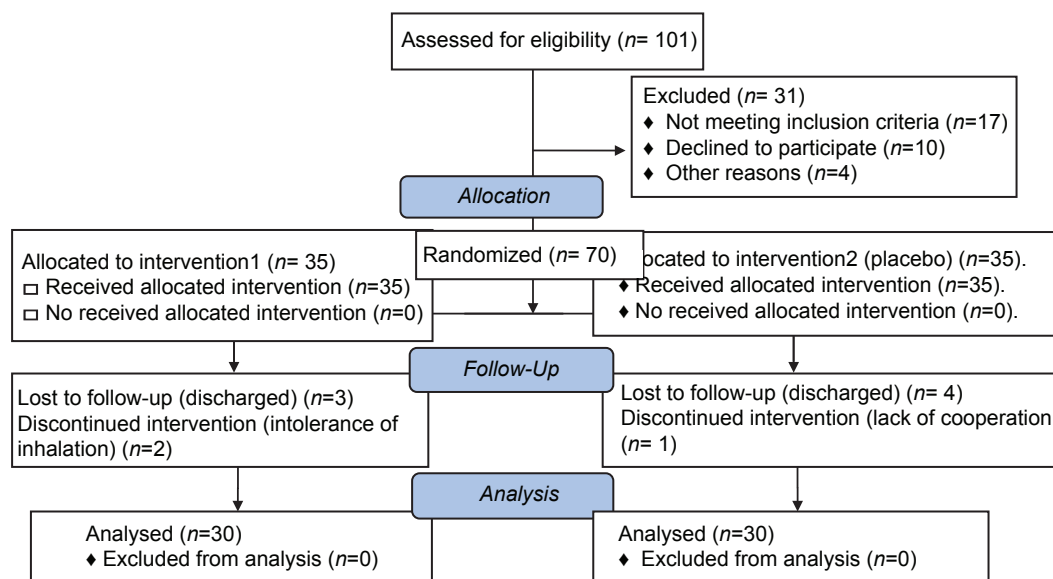 Assessed for eligibility (n= 101)
Excluded (n= 31)
♦ Not meeting inclusion criteria (n=17)
♦ Declined to participate (n=10)
♦ Other reasons (n=4)
Allocation
Randomized (n= 70)
Allocated to intervention1 (n= 35)
□ Received allocated intervention (n=35)
□ No received allocated intervention (n=0)
located to intervention2 (placebo) (n=35).
♦ Received allocated intervention (n=35).
♦ No received allocated intervention (n=0).
Follow-Up
Lost to follow-up (discharged) (n=3)
Discontinued intervention (intolerance of
inhalation) (n=2)
Lost to follow-up (discharged) (n= 4)
Discontinued intervention (lack of cooperation
(n= 1)
Analysis
Analysed (n=30)
♦ Excluded from analysis (n=0)
Analysed (n=30)
♦ Excluded from analysis (n=0)